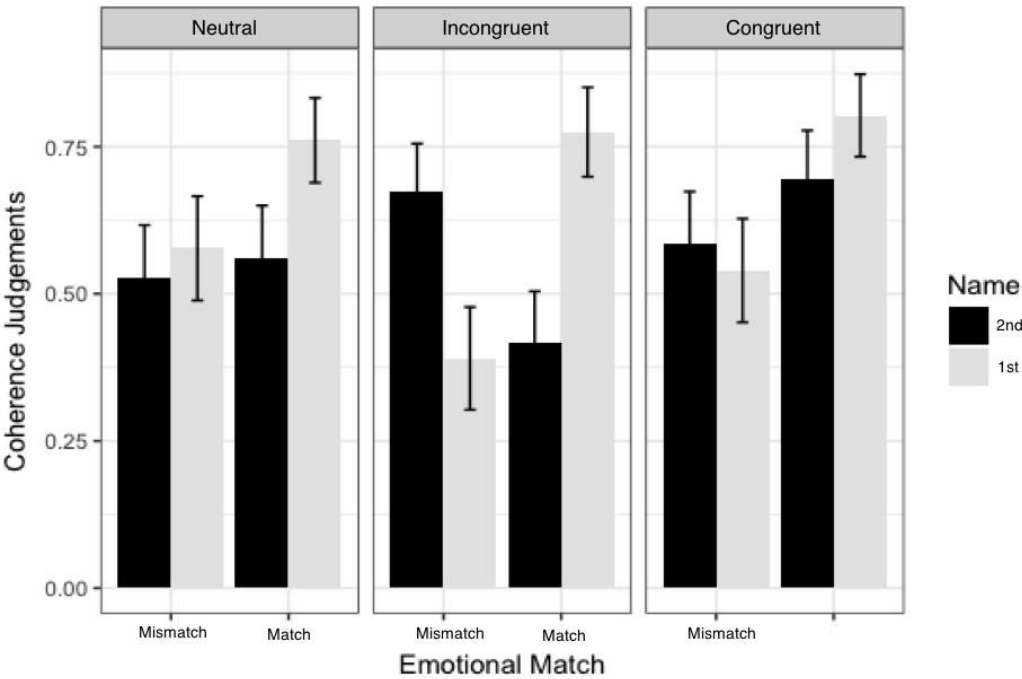 Neutral
Incongruent
Congruent
Coherence Judgements
0.75
0.50
0.25
0.00
Mismatch
Match
Mismatch
Match
Mismatch
Emotional Match
Name
2nd
1st